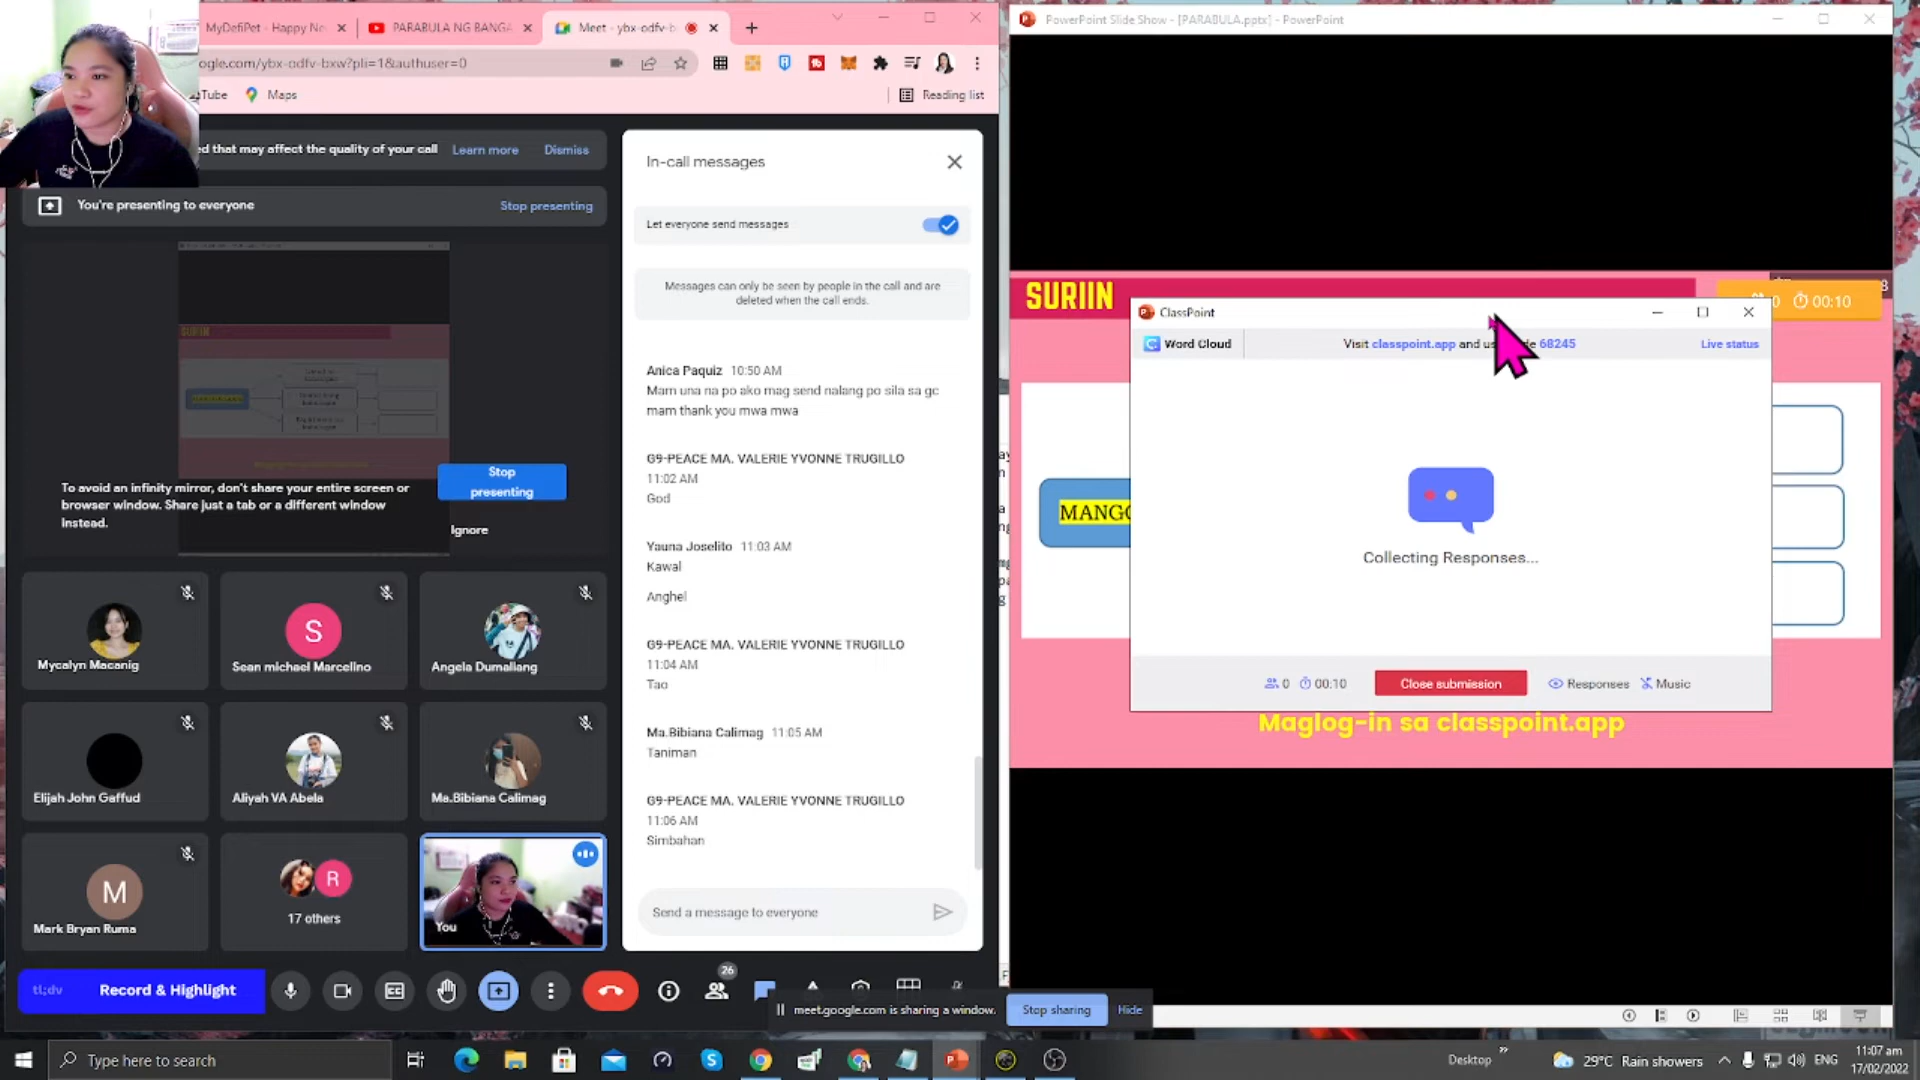 MyDefiPet - Happy Ne
PARABULA NG BANGA
Meet - ybx-odfv-b
ogle.com/ybx-odfv-bxw?pli=1&authuser=0
Tube
Maps
Reading list
ed that may affect the quality of your call
Learn more
Dismiss
You're presenting to everyone
Stop presenting
SURIIN
To avoid an infinity mirror, don't share your entire screen or
browser window. Share just a tab or a different window
instead.
Stop
presenting
Ignore
Mycalyn Macanig
S
Sean michael Marcelino
Angela Dumaliang
Elijah John Gaffud
Aliyah VA Abela
Ma.Bibiana Calimag
M
Mark Bryan Ruma
R
17 others
You
tl;dv
Record & Highlight
26
In-call messages
Let everyone send messages
Messages can only be seen by people in the call and are
deleted when the call ends.
Anica Paquiz 10:50 AM
Mam una na po ako mag send nalang po sila sa gc
mam thank you mwa mwa
G9-PEACE MA. VALERIE YVONNE TRUGILLO
11:02 AM
God
Yauna Joselito 11:03 AM
Kawal
Anghel
G9-PEACE MA. VALERIE YVONNE TRUGILLO
11:04 AM
Tao
Ma.Bibiana Calimag 11:05 AM
Taniman
G9-PEACE MA. VALERIE YVONNE TRUGILLO
11:06 AM
Simbahan
Send a message to everyone
meet.google.com is sharing a window.
Stop sharing
Hide
PowerPoint Slide Show - [PARABULA.pptx] - PowerPoint
SURIIN
0 00:10
8
ClassPoint
Word Cloud
Visit classpoint.app and us de 68245
Live status
MANGG
Collecting Responses...
0 00:10
Close submission
Responses
Music
Maglog-in sa classpoint.app
Type here to search
Desktop
29°C Rain showers
ENG
11:07 am
17/02/2022